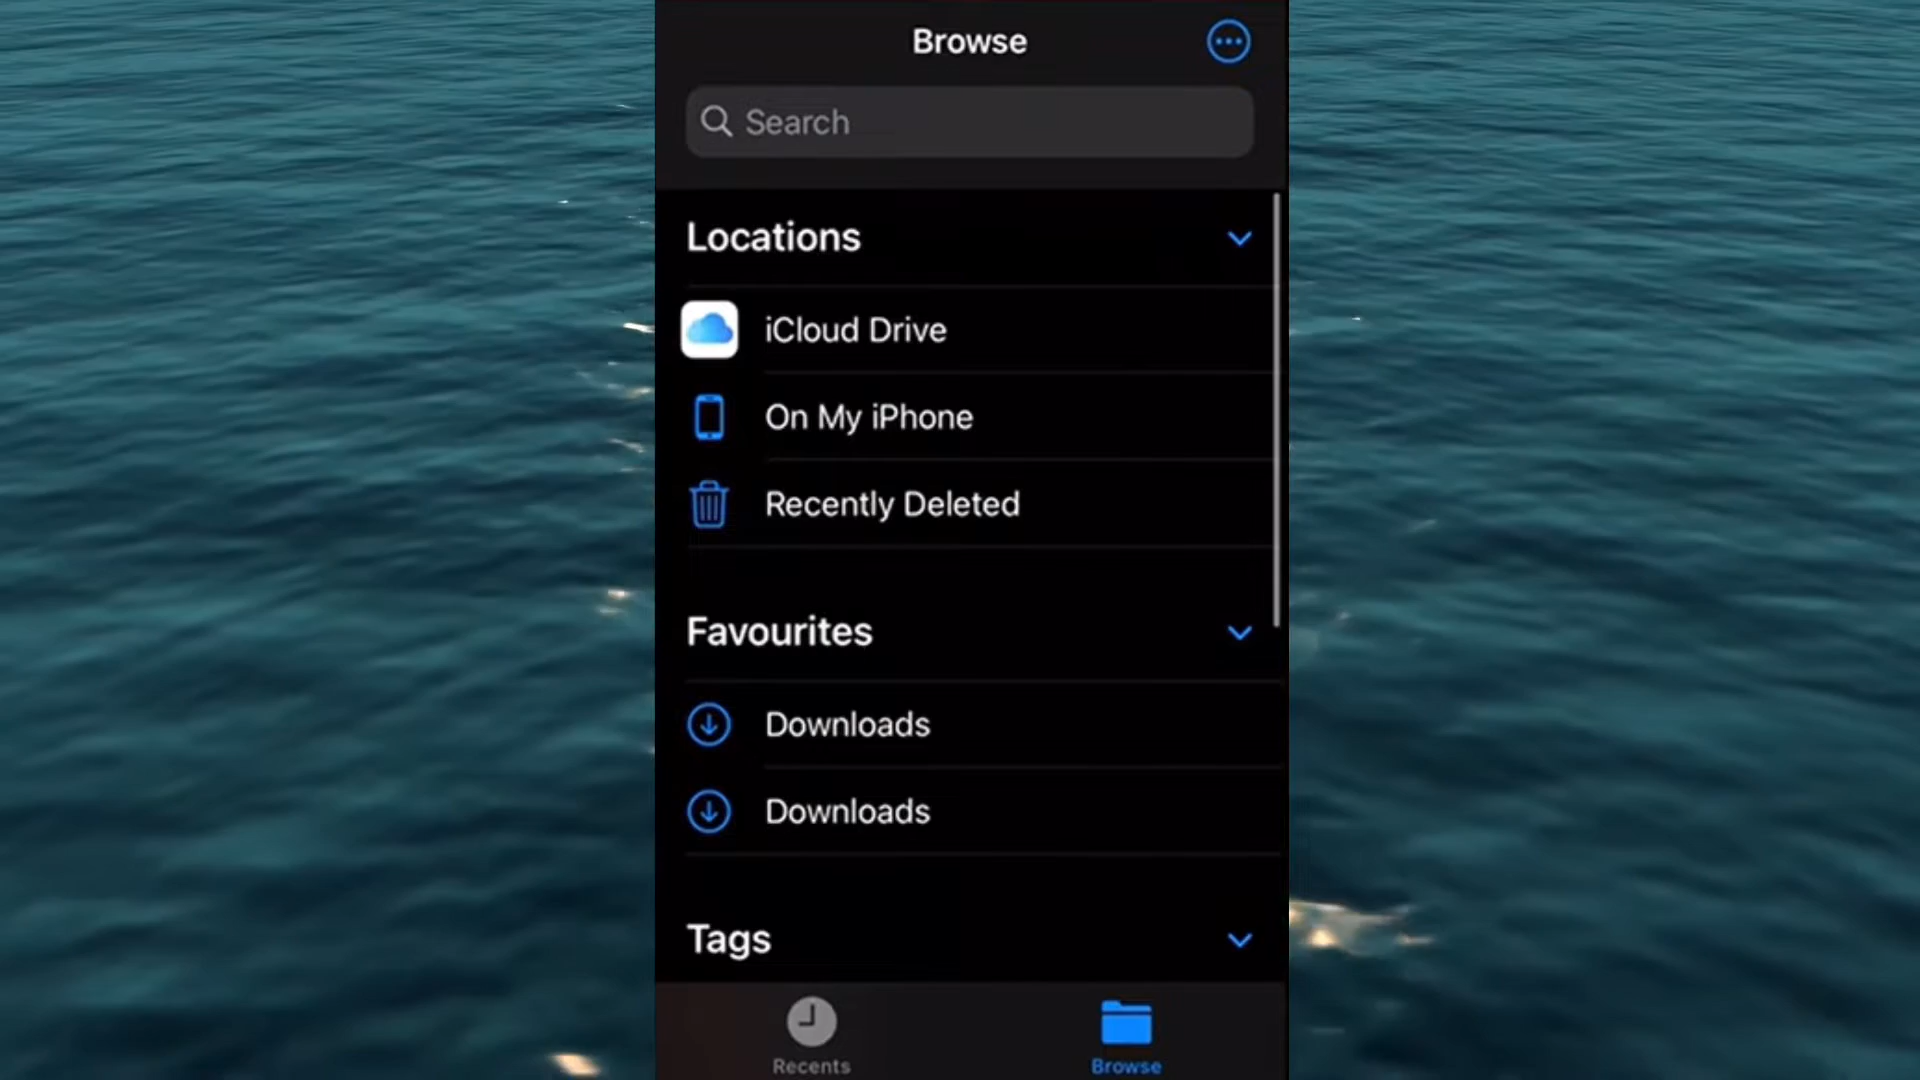 Browse
Search
Locations
iCloud Drive
On My iPhone
Recently Deleted
Favourites
Downloads
Downloads
Tags
Recents
Browse